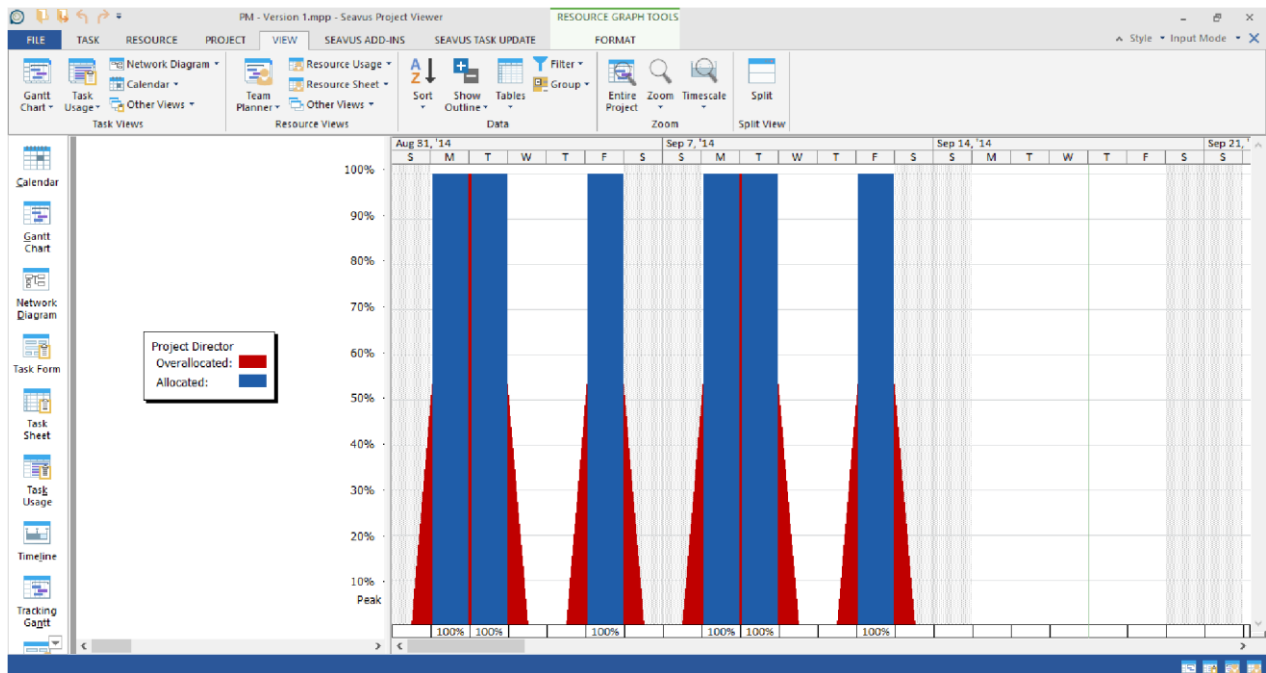 PM - Version 1.mpp - Seavus Project Viewer
RESOURCE GRAPH TOOLS
FILE TASK RESOURCE PROJECT VIEW SEAVUS ADD-INS SEAVUS TASK UPDATE FORMAT
Style Input Mode
Gantt Chart
Task Usage
Network Diagram
Calendar
Other Views
Task Views
Team Planner
Resource Usage
Resource Sheet
Other Views
Resource Views
Sort
Show Outline
Tables
Filter
Group
Data
Entire Project
Zoom
Timescale
Zoom
Split
Split View
Calendar
Gantt
Chart
Network
Diagram
Task Form
Task
Sheet
Task
Usage
Timeline
Tracking
Gantt
Project Director
Overallocated:
Allocated:
Aug 31, '14 Sep 7, '14 Sep 14, '14 Sep 21, '
S M T W T F S S M T W T F S S M T W T F S S
100%
90%
80%
70%
60%
50%
40%
30%
20%
10%
Peak
100% 100% 100% 100% 100% 100%